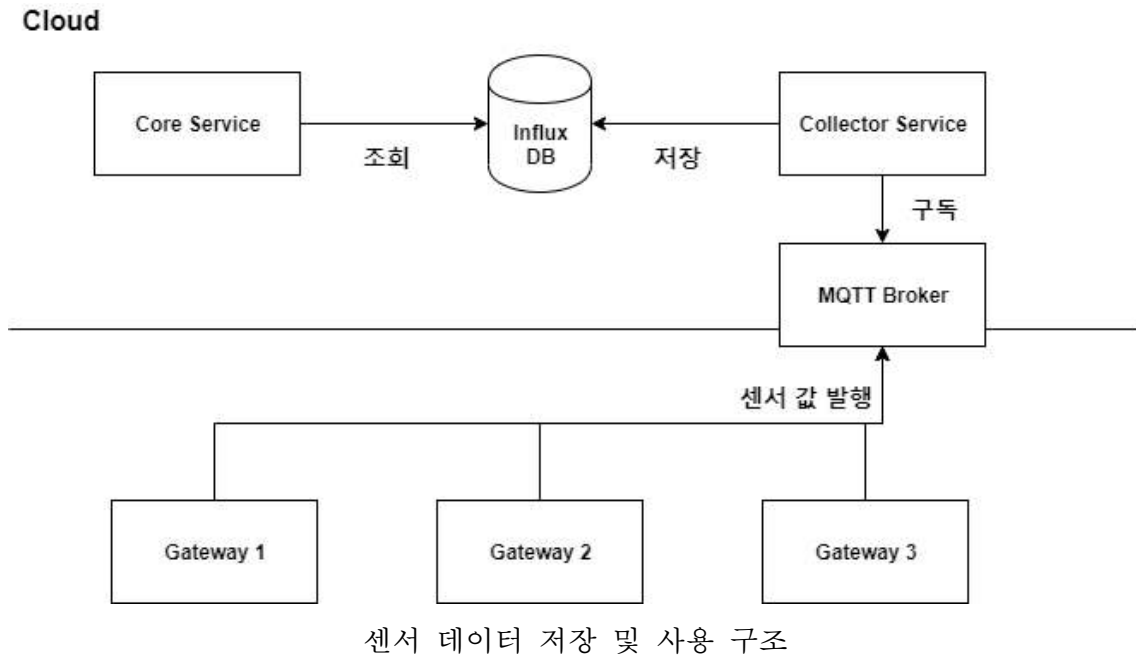 Cloud
Core Service
Influx
DB
Collector Service
조회
저장
구독
MQTT Broker
센서 값 발행
Gateway 1
Gateway 2
Gateway 3
센서 데이터 저장 및 사용 구조